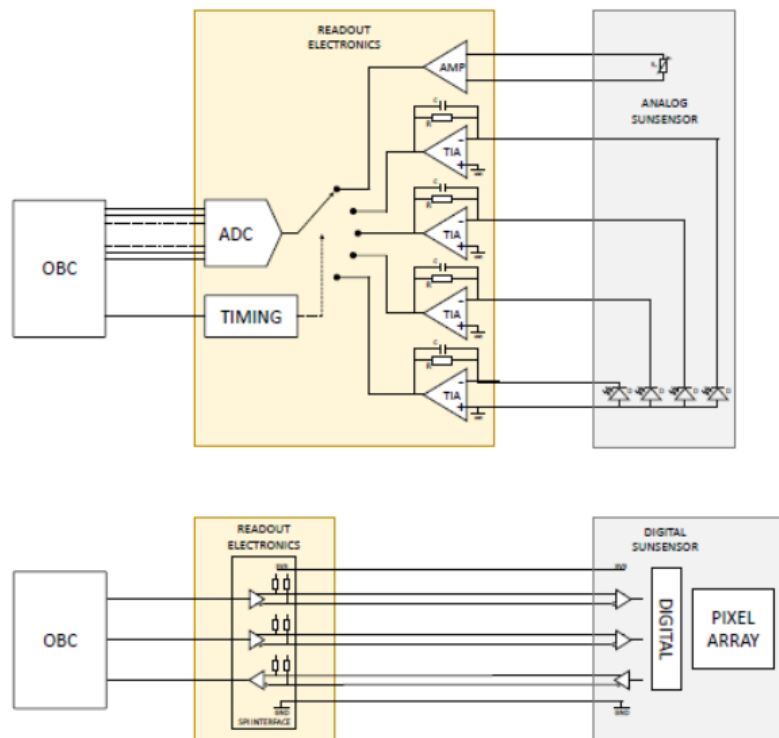 READOUT
ELECTRONICS
AMP
ANALOG
SUNSENSOR
C
R
TIA
-
+
C
R
TIA
-
+
OBC
ADC
C
R
TIA
-
+
TIMING
C
R
TIA
-
+
D
D
D
D
READOUT
ELECTRONICS
DIGITAL
SUNSENSOR
OBC
DIGITAL
PIXEL
ARRAY
GND
GND
SPI INTERFACE